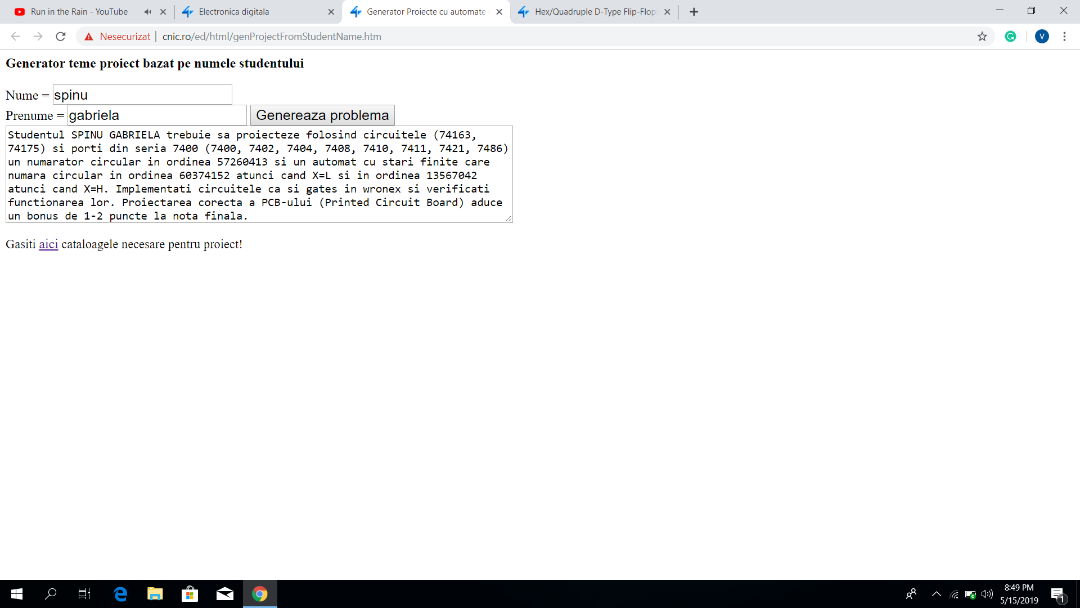 Run in the Rain - YouTube
Electronica digitala
Generator Proiecte cu automate
Hex/Quadruple D-Type Flip-Flop
Nesecurizat | cnic.ro/ed/html/genProjectFromStudentName.htm
V
Generator teme proiect bazat pe numele studentului
Nume = spinu
Prenume = gabriela Genereaza problema
Studentul SPINU GABRIELA trebuie sa proiecteze folosind circuitele (74163,
74175) si porti din seria 7400 (7400, 7402, 7404, 7408, 7410, 7411, 7421, 7486)
un numarator circular in ordinea 57260413 si un automat cu stari finite care
numara circular in ordinea 60374152 atunci cand X=L si in ordinea 13567042
atunci cand X=H. Implementati circuitele ca si gates in wronex si verificati
functionarea lor. Proiectarea corecta a PCB-ului (Printed Circuit Board) aduce
un bonus de 1-2 puncte la nota finala.
Gasiti aici cataloagele necesare pentru proiect!
8:49 PM
5/15/2019
1